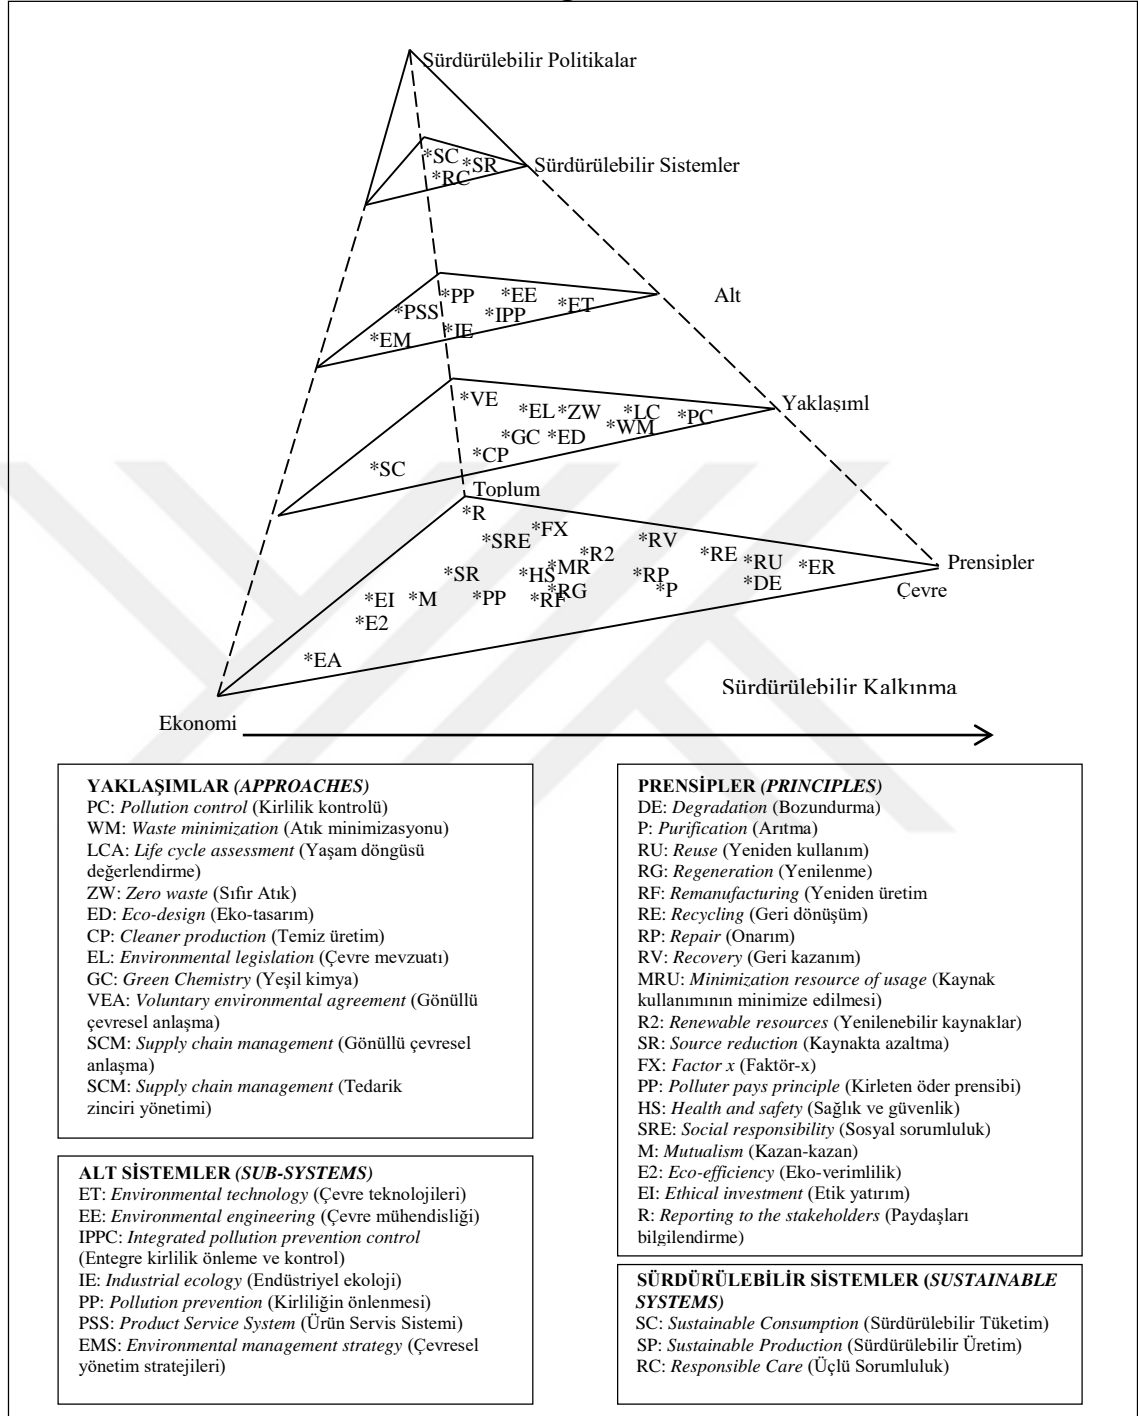 Sürdürülebilir Politikalar
*SC
*SR
*RC
Sürdürülebilir Sistemler
*PP
*EE
*ET
*PSS
*IPP
*IE
*EM
Alt
*VE
*EL
*ZW
*LC
*PC
*WM
*GC
*ED
*CP
*SC
Yaklaşıml
Toplum
*R
*FX
*SRE
*RV
*R2
*RE
*RU
*ER
*MR
*SR
*HS
*RP
*DE
*RG
*P
*EI
*M
*PP
*RF
*E2
*EA
Prensipler
Çevre
Sürdürülebilir Kalkınma
Ekonomi
YAKLAŞIMLAR (APPROACHES)
PC: Pollution control (Kirlilik kontrolü)
WM: Waste minimization (Atık minimizasyonu)
LCA: Life cycle assessment (Yaşam döngüsü
değerlendirme)
ZW: Zero waste (Sıfır Atık)
ED: Eco-design (Eko-tasarım)
CP: Cleaner production (Temiz üretim)
EL: Environmental legislation (Çevre mevzuatı)
GC: Green Chemistry (Yeşil kimya)
VEA: Voluntary environmental agreement (Gönüllü
çevresel anlaşma)
SCM: Supply chain management (Gönüllü çevresel
anlaşma)
SCM: Supply chain management (Tedarik
zinciri yönetimi)
ALT SİSTEMLER (SUB-SYSTEMS)
ET: Environmental technology (Çevre teknolojileri)
EE: Environmental engineering (Çevre mühendisliği)
IPPC: Integrated pollution prevention control
(Entegre kirlilik önleme ve kontrol)
IE: Industrial ecology (Endüstriyel ekoloji)
PP: Pollution prevention (Kirliliğin önlenmesi)
PSS: Product Service System (Ürün Servis Sistemi)
EMS: Environmental management strategy (Çevresel
yönetim stratejileri)
PRENSİPLER (PRINCIPLES)
DE: Degradation (Bozundurma)
P: Purification (Arıtma)
RU: Reuse (Yeniden kullanım)
RG: Regeneration (Yenilenme)
RF: Remanufacturing (Yeniden üretim
RE: Recycling (Geri dönüşüm)
RP: Repair (Onarım)
RV: Recovery (Geri kazanım)
MRU: Minimization resource of usage (Kaynak
kullanımının minimize edilmesi)
R2: Renewable resources (Yenilenebilir kaynaklar)
SR: Source reduction (Kaynakta azaltma)
FX: Factor x (Faktör-x)
PP: Polluter pays principle (Kirleten öder prensibi)
HS: Health and safety (Sağlık ve güvenlik)
SRE: Social responsibility (Sosyal sorumluluk)
M: Mutualism (Kazan-kazan)
E2: Eco-efficiency (Eko-verimlilik)
EI: Ethical investment (Etik yatırım)
R: Reporting to the stakeholders (Paydaşları
bilgilendirme)
SÜRDÜRÜLEBİLİR SİSTEMLER (SUSTAINABLE
SYSTEMS)
SC: Sustainable Consumption (Sürdürülebilir Tüketim)
SP: Sustainable Production (Sürdürülebilir Üretim)
RC: Responsible Care (Üçlü Sorumluluk)